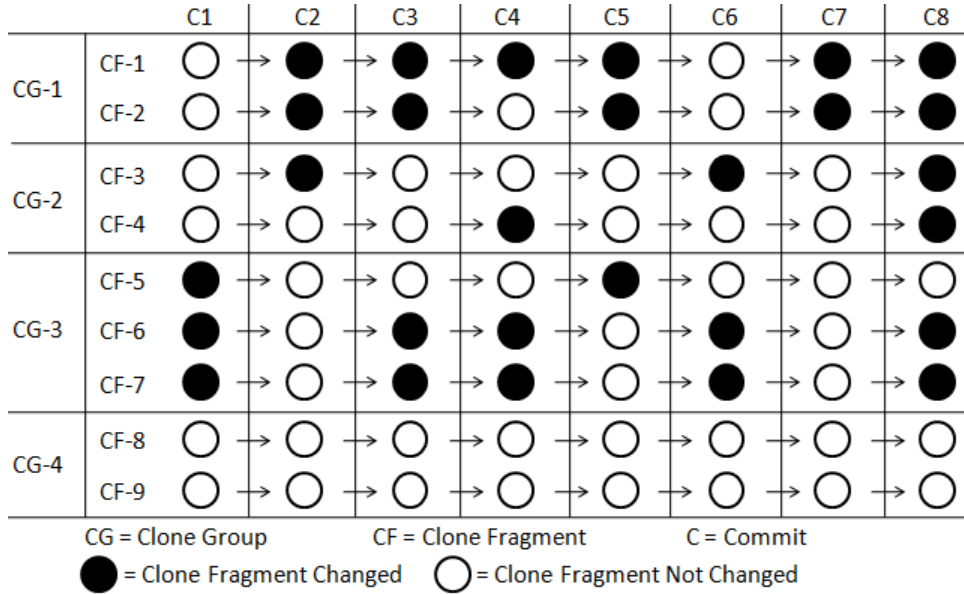 C1 C2 C3 C4 C5 C6 C7 C8
CG-1
CF-1
CF-2
CG-2
CF-3
CF-4
CG-3
CF-5
CF-6
CF-7
CG-4
CF-8
CF-9
CG = Clone Group CF = Clone Fragment C = Commit
= Clone Fragment Changed = Clone Fragment Not Changed